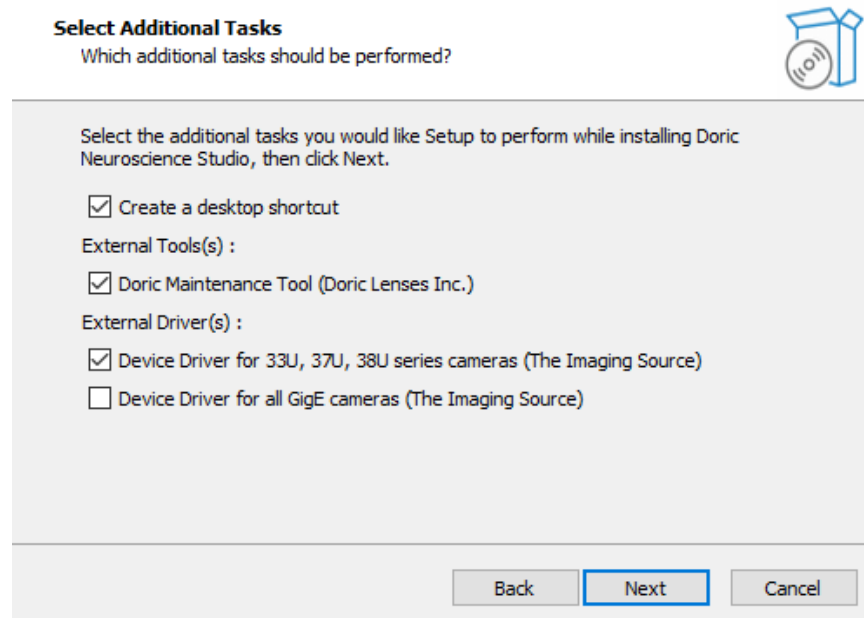 Select Additional Tasks
Which additional tasks should be performed?
Select the additional tasks you would like Setup to perform while installing Doric
Neuroscience Studio, then click Next.
Create a desktop shortcut
External Tools(s) :
Doric Maintenance Tool (Doric Lenses Inc.)
External Driver(s) :
Device Driver for 33U, 37U, 38U series cameras (The Imaging Source)
Device Driver for all GigE cameras (The Imaging Source)
Back Next Cancel